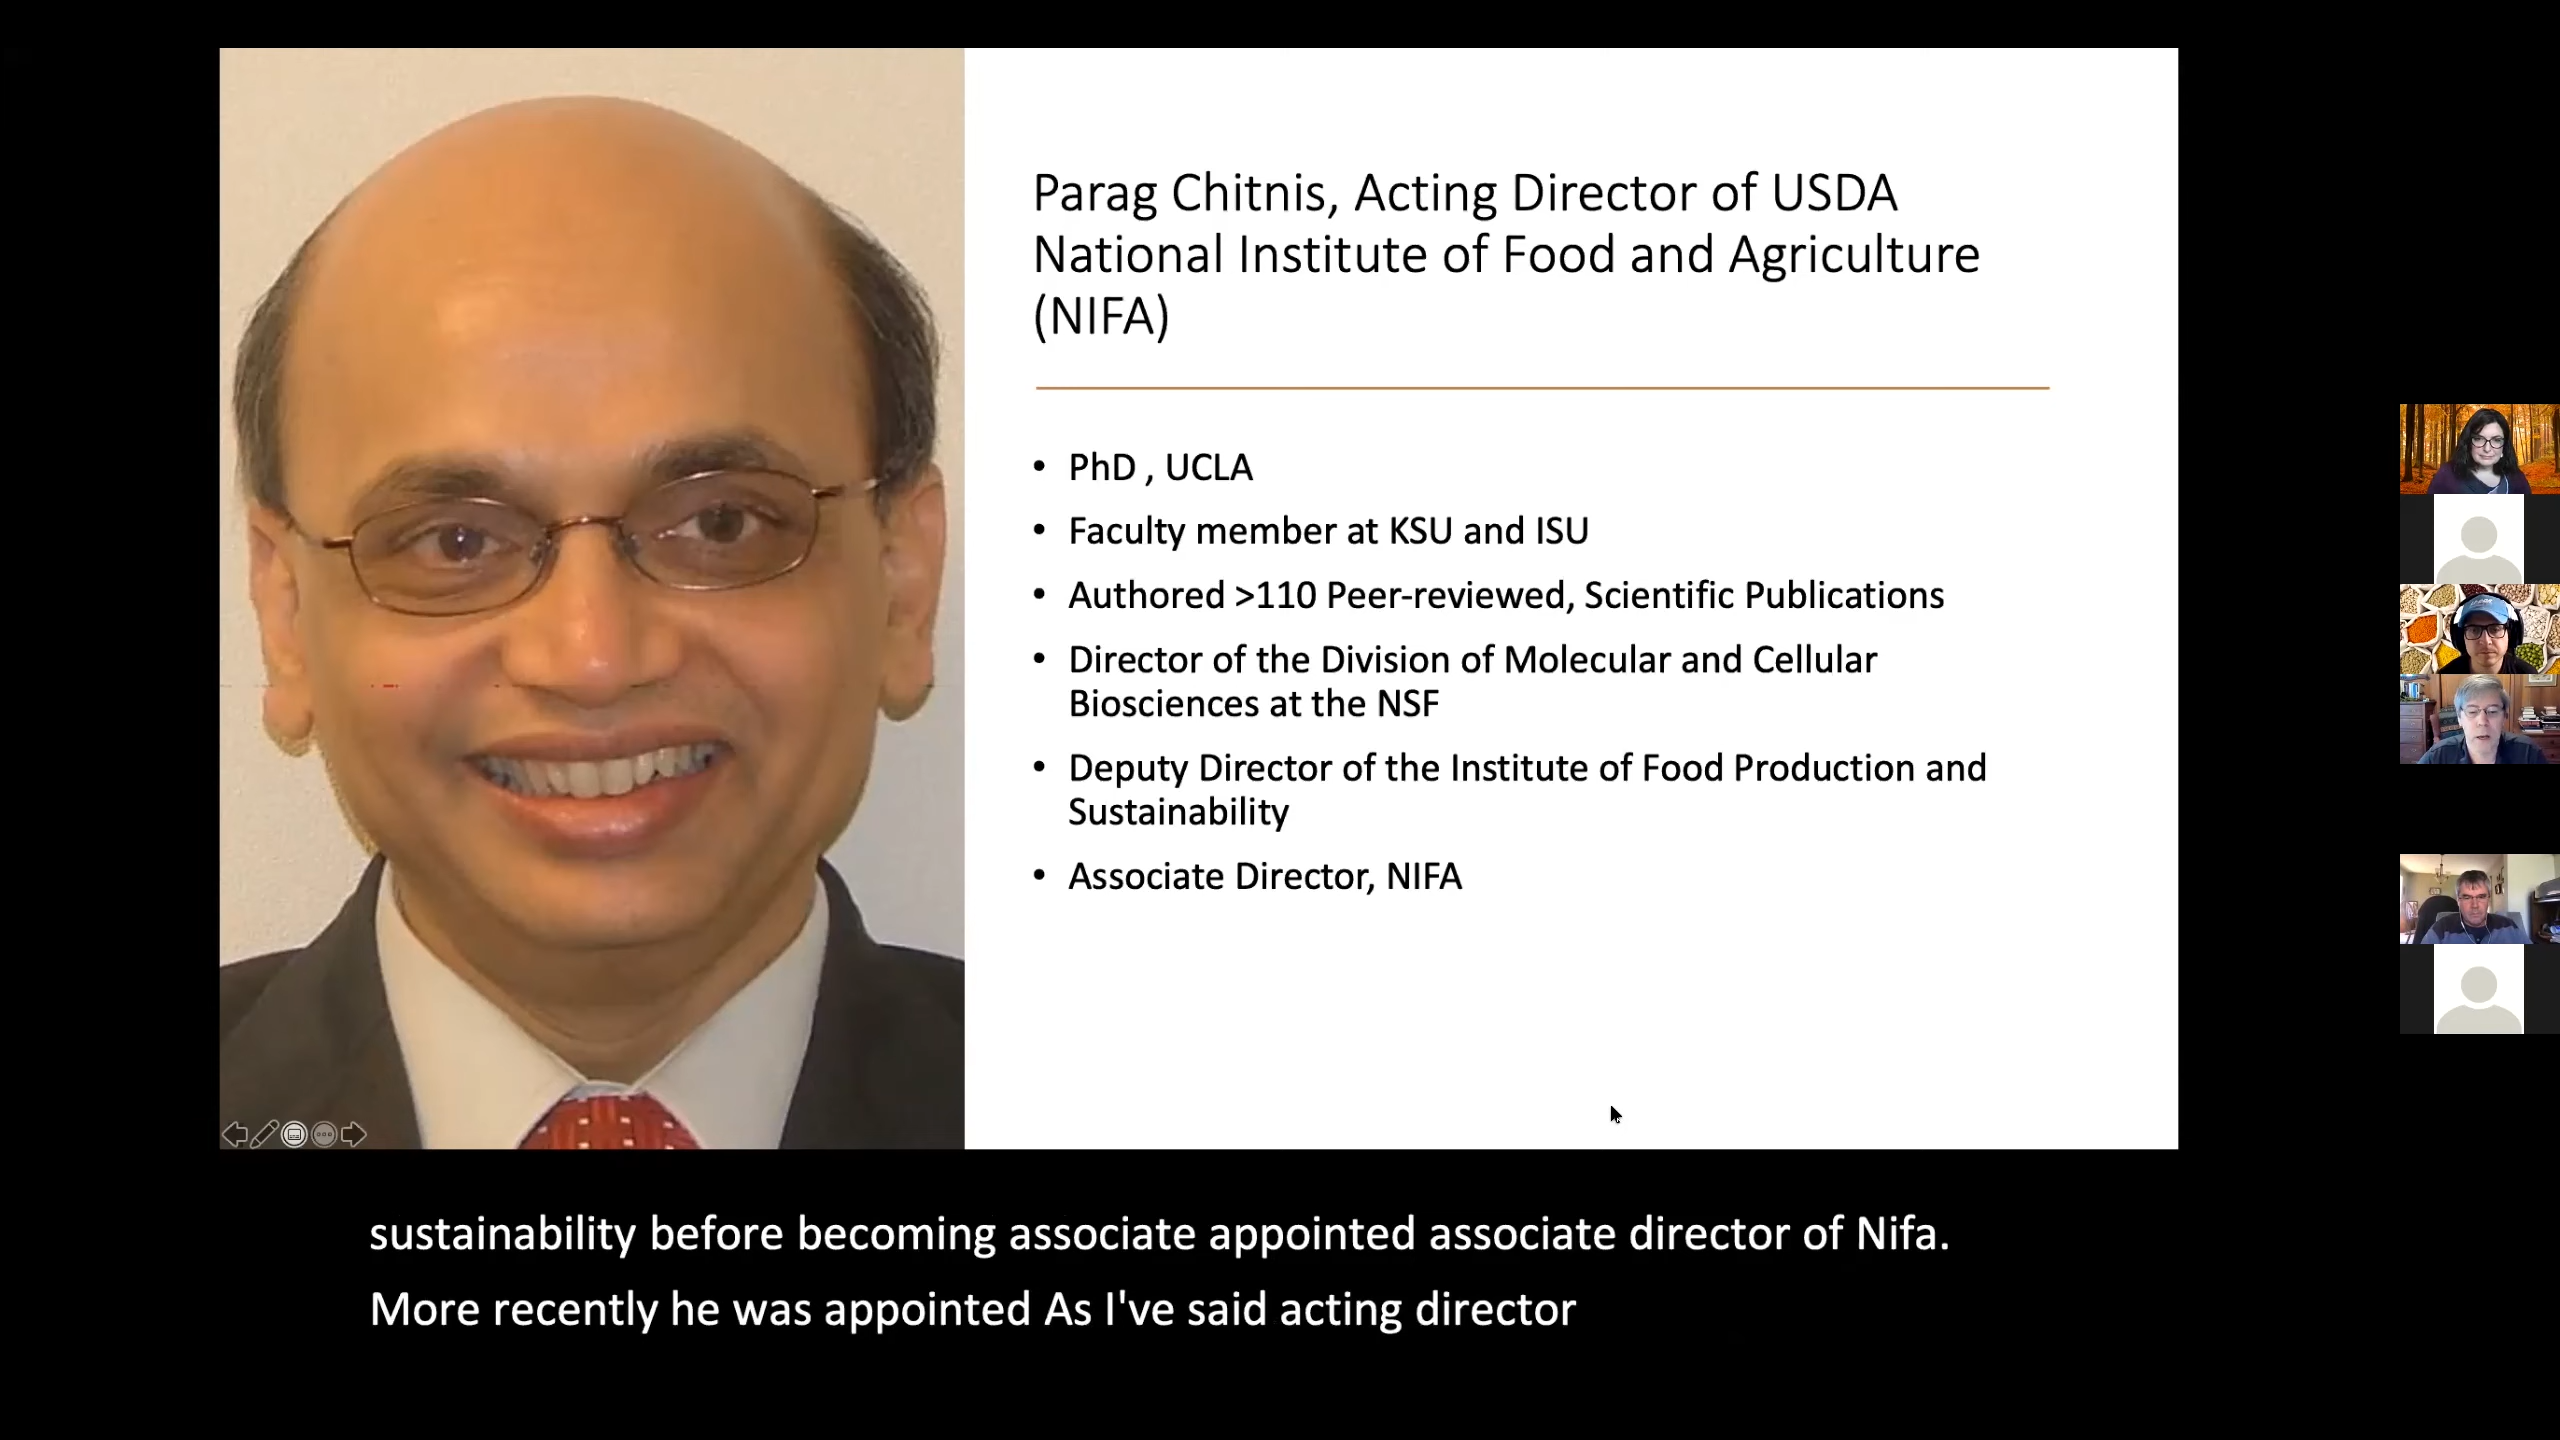 Parag Chitnis, Acting Director of USDA
National Institute of Food and Agriculture
(NIFA)
• PhD , UCLA
• Faculty member at KSU and ISU
• Authored >110 Peer-reviewed, Scientific Publications
• Director of the Division of Molecular and Cellular
Biosciences at the NSF
• Deputy Director of the Institute of Food Production and
Sustainability
• Associate Director, NIFA
sustainability before becoming associate appointed associate director of Nifa.
More recently he was appointed As I've said acting director